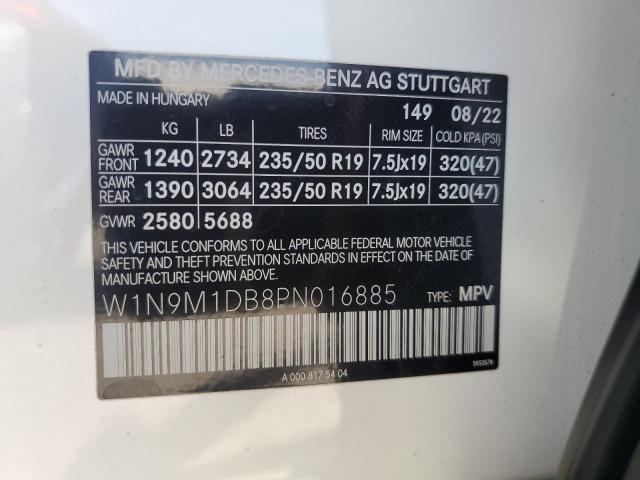 MFD BY MERCEDES-BENZ AG STUTTGART
MADE IN HUNGARY 149 08/22
KG LB TIRES RIM SIZE COLD KPA (PSI)
GAWR FRONT 1240 2734 235/50 R19 7.5Jx19 320(47)
GAWR REAR 1390 3064 235/50 R19 7.5Jx19 320(47)
GVWR 2580 5688
THIS VEHICLE CONFORMS TO ALL APPLICABLE FEDERAL MOTOR VEHICLE
SAFETY AND THEFT PREVENTION STANDARDS IN EFFECT ON THE DATE
OF MANUFACTURE SHOWN ABOVE.
W1N9M1DB8PN016885 TYPE: MPV
A 000 817 54 04